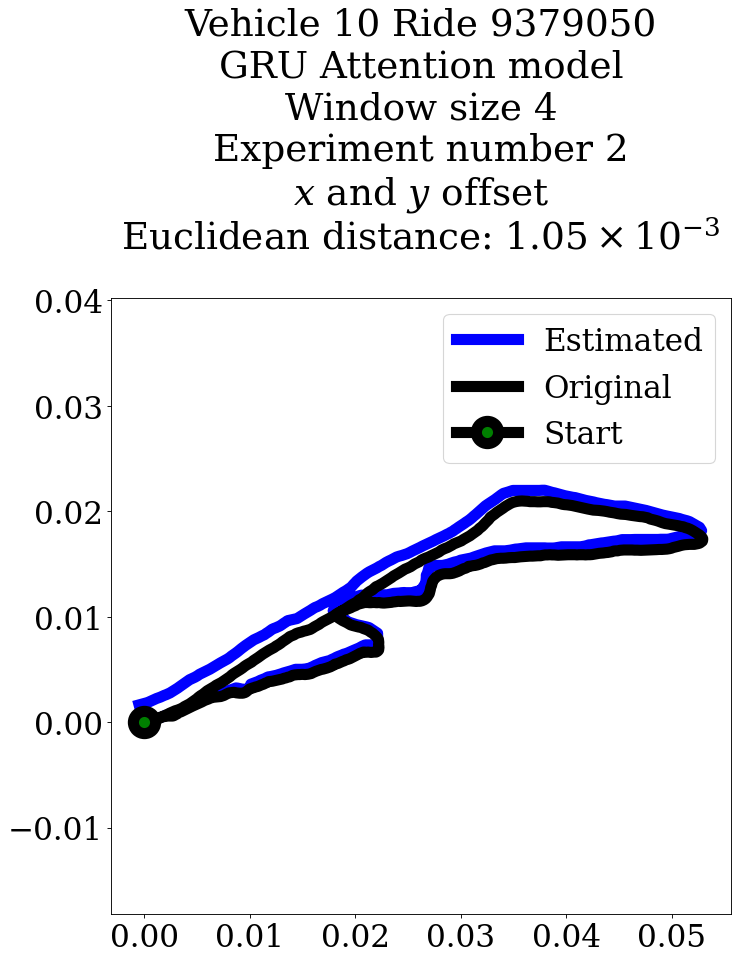 Vehicle 10 Ride 9379050
GRU Attention model
Window size 4
Experiment number 2
x and y offset
Euclidean distance: 1.05 × 10⁻³
0.04
0.03
0.02
0.01
0.00
−0.01
Estimated
Original
Start
0.00 0.01 0.02 0.03 0.04 0.05